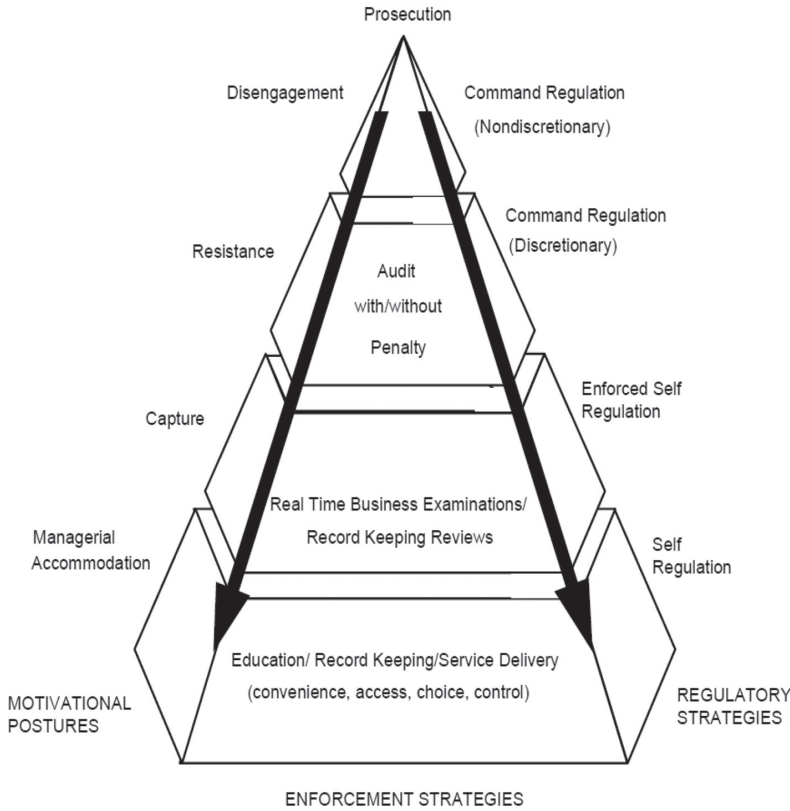 Prosecution
Disengagement
Command Regulation
(Nondiscretionary)
Command Regulation
(Discretionary)
Resistance
Audit
with/without
Penalty
Enforced Self
Regulation
Capture
Real Time Business Examinations/
Record Keeping Reviews
Managerial
Accommodation
Self
Regulation
Education/ Record Keeping/Service Delivery
(convenience, access, choice, control)
MOTIVATIONAL
POSTURES
REGULATORY
STRATEGIES
ENFORCEMENT STRATEGIES